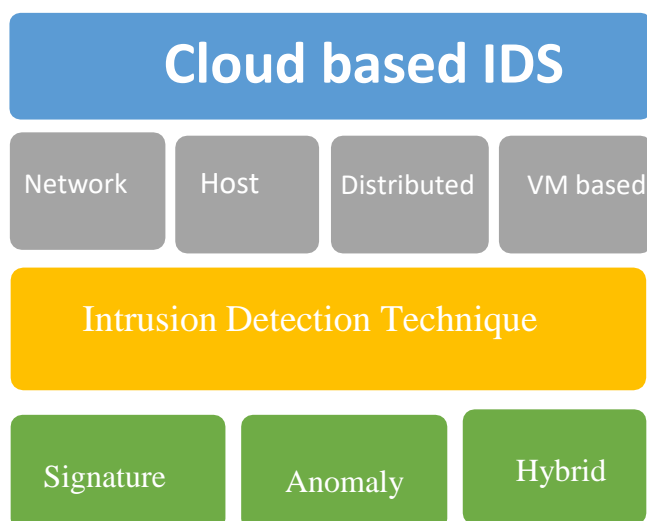 Cloud based IDS
Network Host Distributed VM based
Intrusion Detection Technique
Signature Anomaly Hybrid